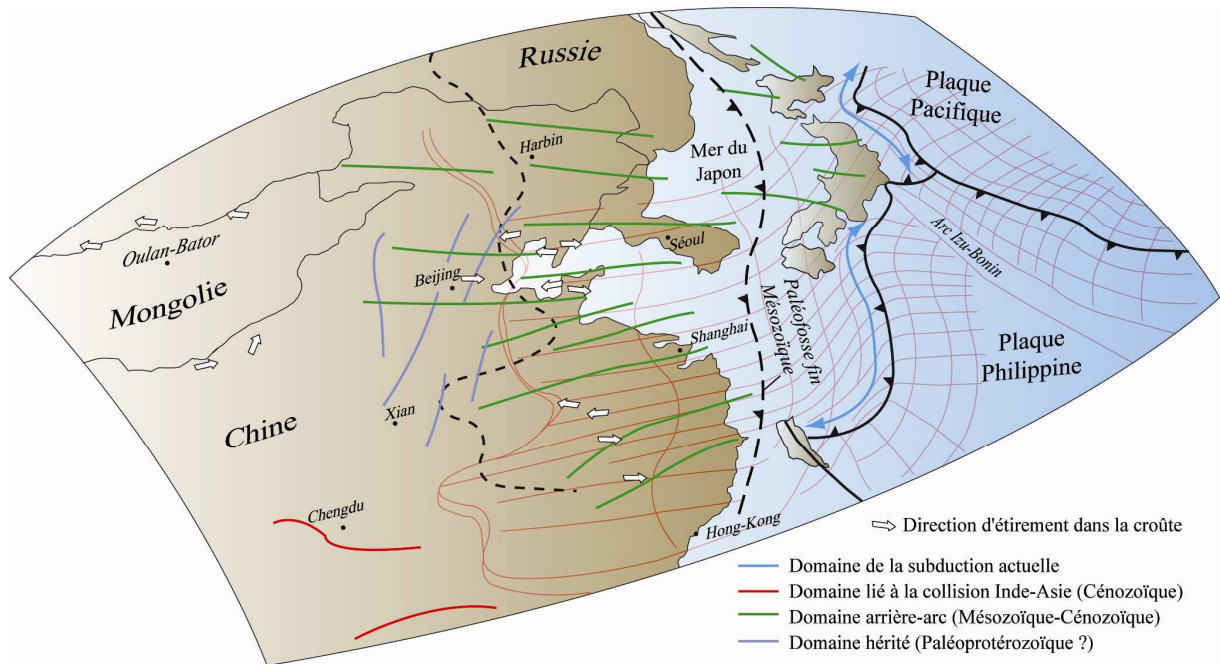 Russie
Plaque
Pacifique
Harbin
Mer du
Japon
Oulan-Bator
Séoul
Arc Izu-Bonin
Beijing
Mongolie
Paléofosse fin
Mésozoïque
Shanghai
Plaque
Philippine
Xian
Chine
Chengdu
Hong-Kong
Direction d'étirement dans la croûte
Domaine de la subduction actuelle
Domaine lié à la collision Inde-Asie (Cénozoïque)
Domaine arrière-arc (Mésozoïque-Cénozoïque)
Domaine hérité (Paléoprotérozoïque ?)